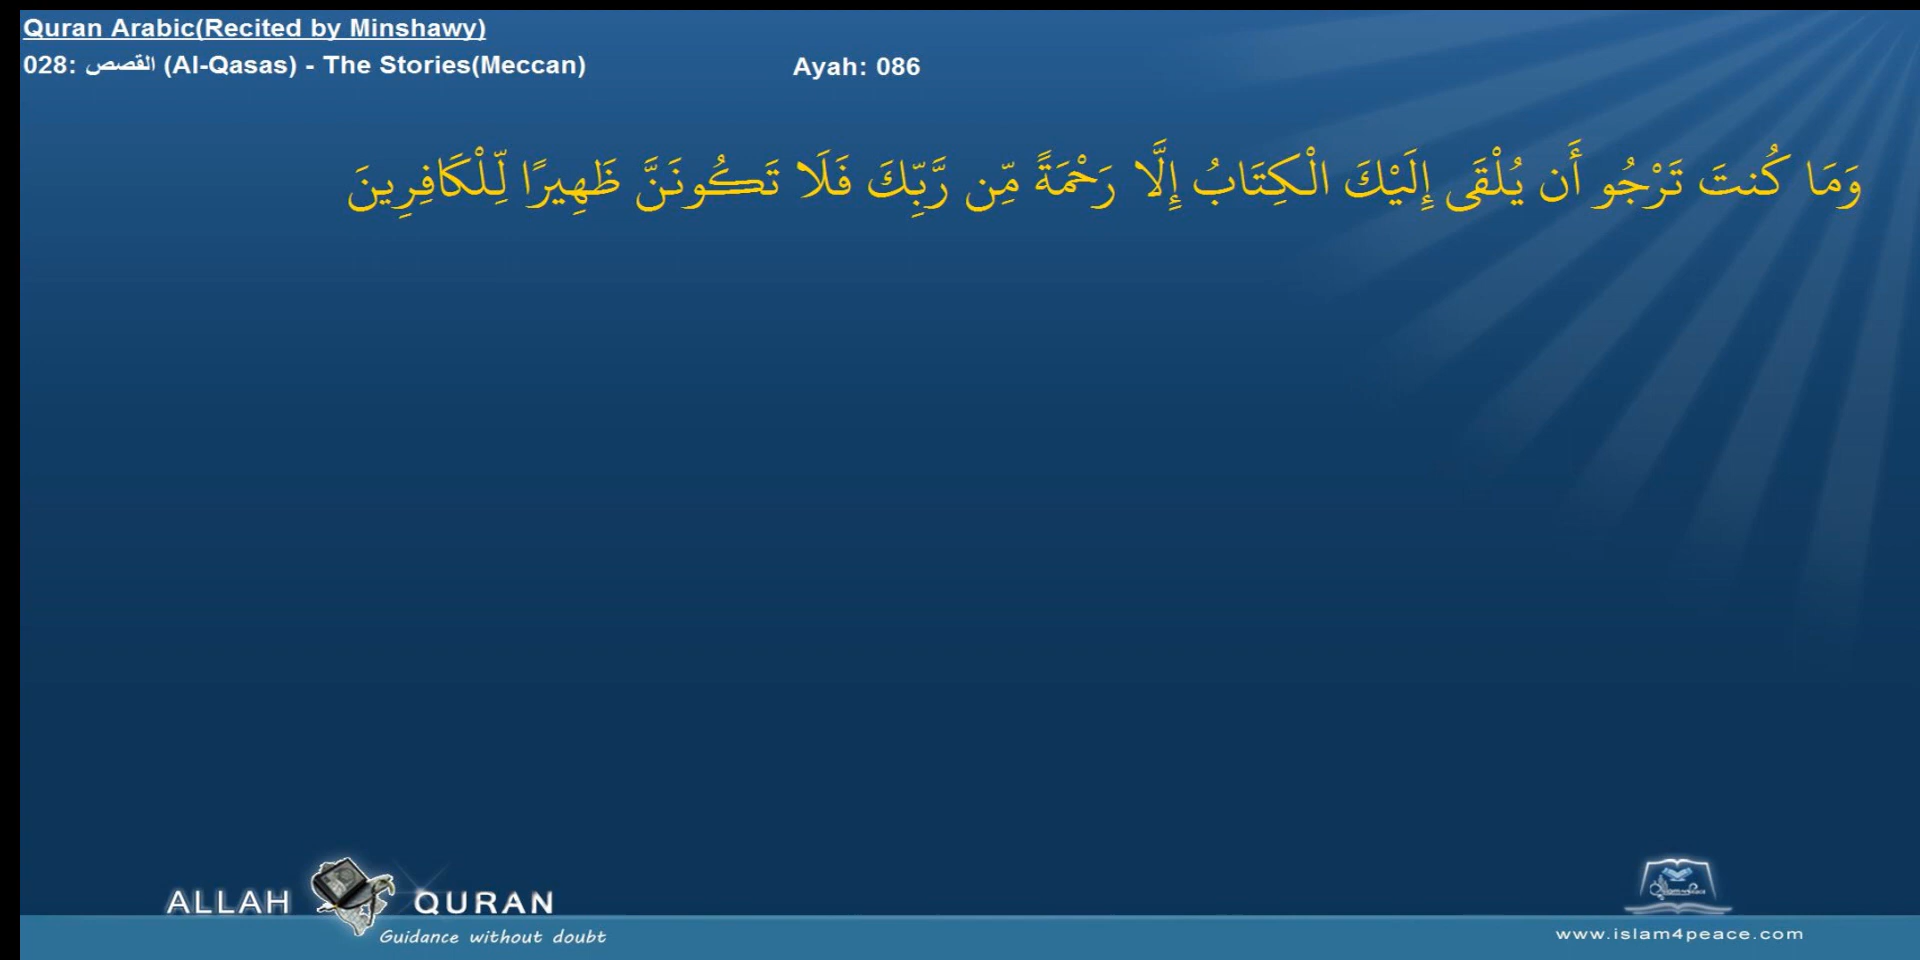 Quran Arabic(Recited by Minshawy)
028: القصص (Al-Qasas) - The Stories(Meccan) Ayah: 086
وَمَا كُنتَ تَرْجُو أَن يُلْقَى إِلَيْكَ الْكِتَابُ إِلَّا رَحْمَةً مِّن رَّبِّكَ فَلَا تَكُونَنَّ ظَهِيرًا لِّلْكَافِرِينَ
ALLAH QURAN
Guidance without doubt
www.islam4peace.com